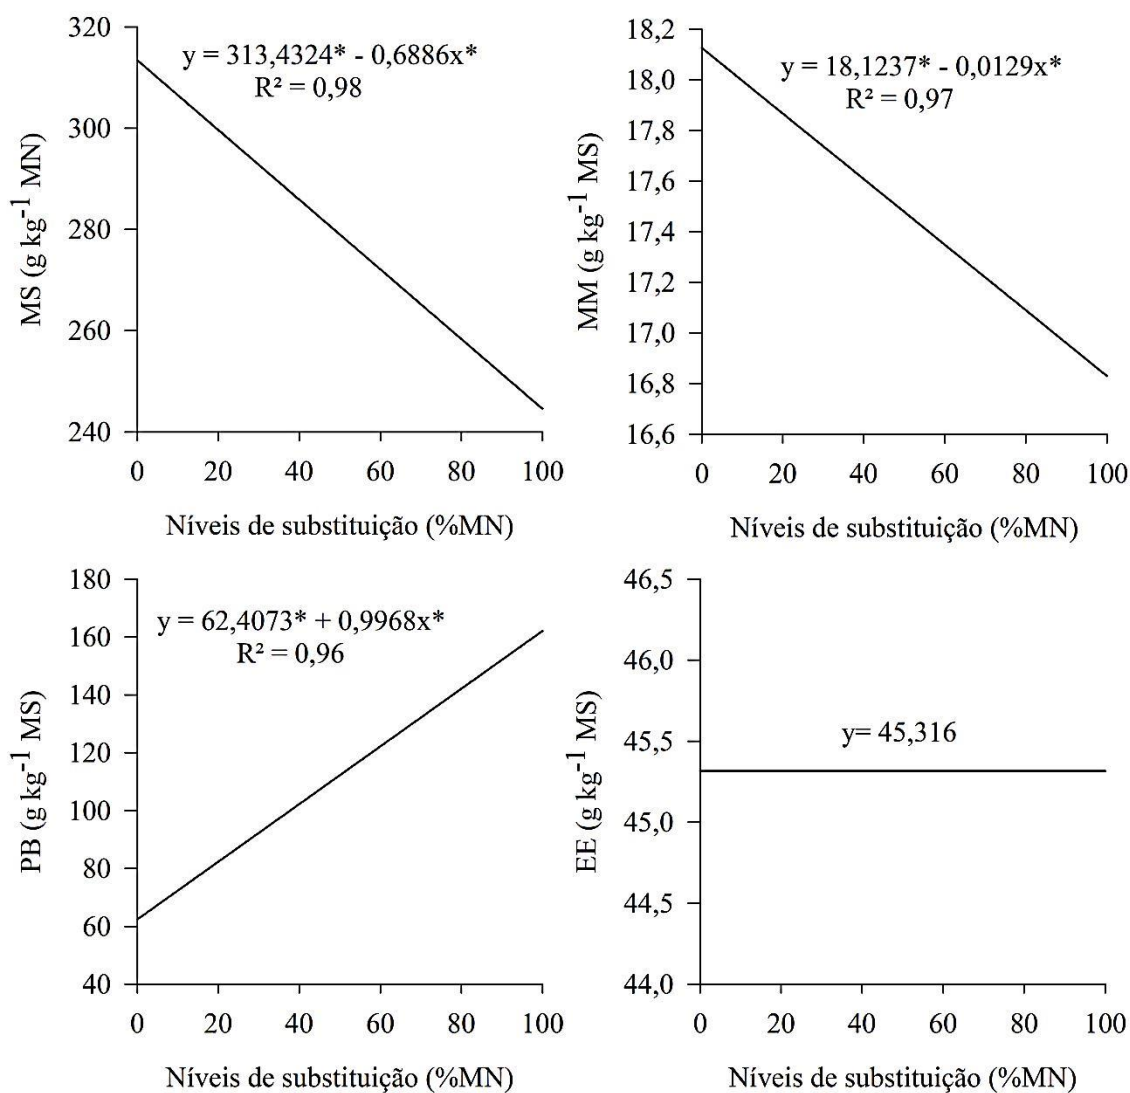 320
300
280
260
240
MS (g kg⁻¹ MN)
y = 313,4324* - 0,6886x*
R² = 0,98
0 20 40 60 80 100
Níveis de substituição (%MN)
18,2
18,0
17,8
17,6
17,4
17,2
17,0
16,8
16,6
MM (g kg⁻¹ MS)
y = 18,1237* - 0,0129x*
R² = 0,97
0 20 40 60 80 100
Níveis de substituição (%MN)
180
160
140
120
100
80
60
40
PB (g kg⁻¹ MS)
y = 62,4073* + 0,9968x*
R² = 0,96
0 20 40 60 80 100
Níveis de substituição (%MN)
46,5
46,0
45,5
45,0
44,5
44,0
EE (g kg⁻¹ MS)
y= 45,316
0 20 40 60 80 100
Níveis de substituição (%MN)